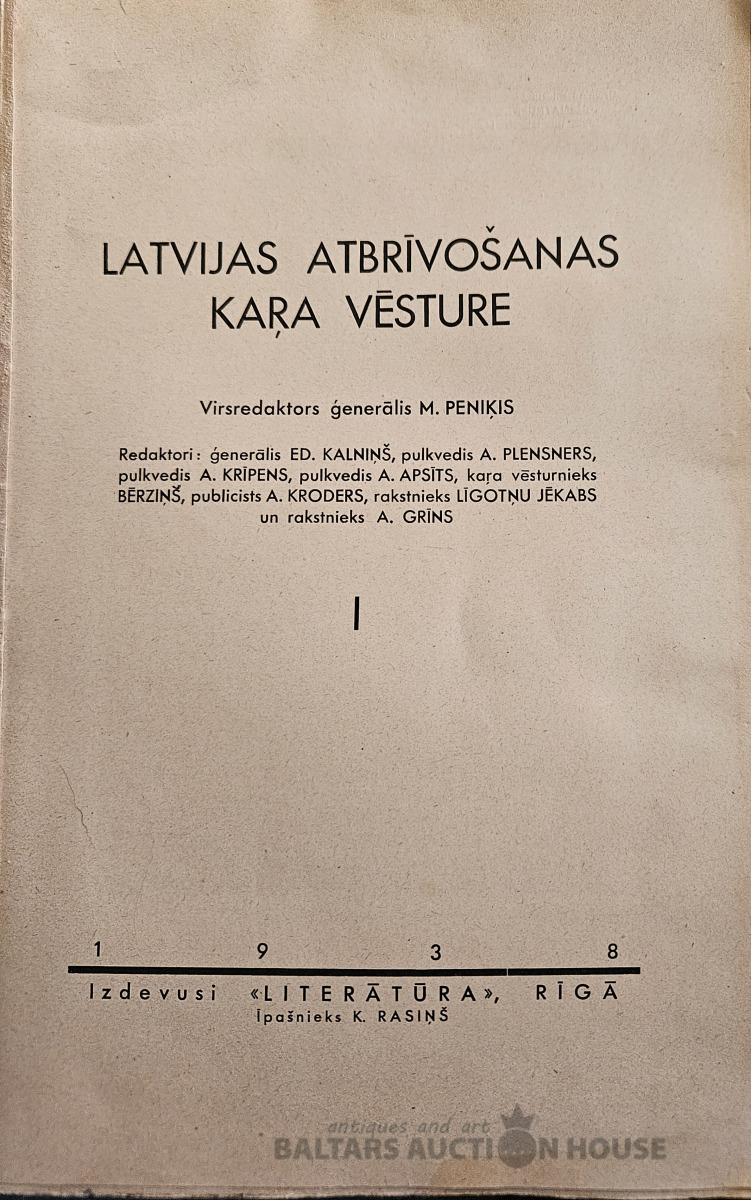 LATVIJAS ATBRĪVOŠANAS
KAŖA VĒSTURE
Virsredaktors ģenerālis M. PENIĶIS
Redaktori: ģenerālis ED. KALNIŅŠ, pulkvedis A. PLENSNERS,
pulkvedis A. KRĪPENS, pulkvedis A. APSĪTS, kaŗa vēsturnieks
BĒRZIŅŠ, publicists A. KRODERS, rakstnieks LĪGOTŅU JĒKABS
un rakstnieks A. GRĪNS
I
1 9 3 8
Izdevusi «LITERĀTŪRA», RĪGĀ
Īpašnieks K. RASIŅŠ
antiques and art
BALTARS AUCTION HOUSE